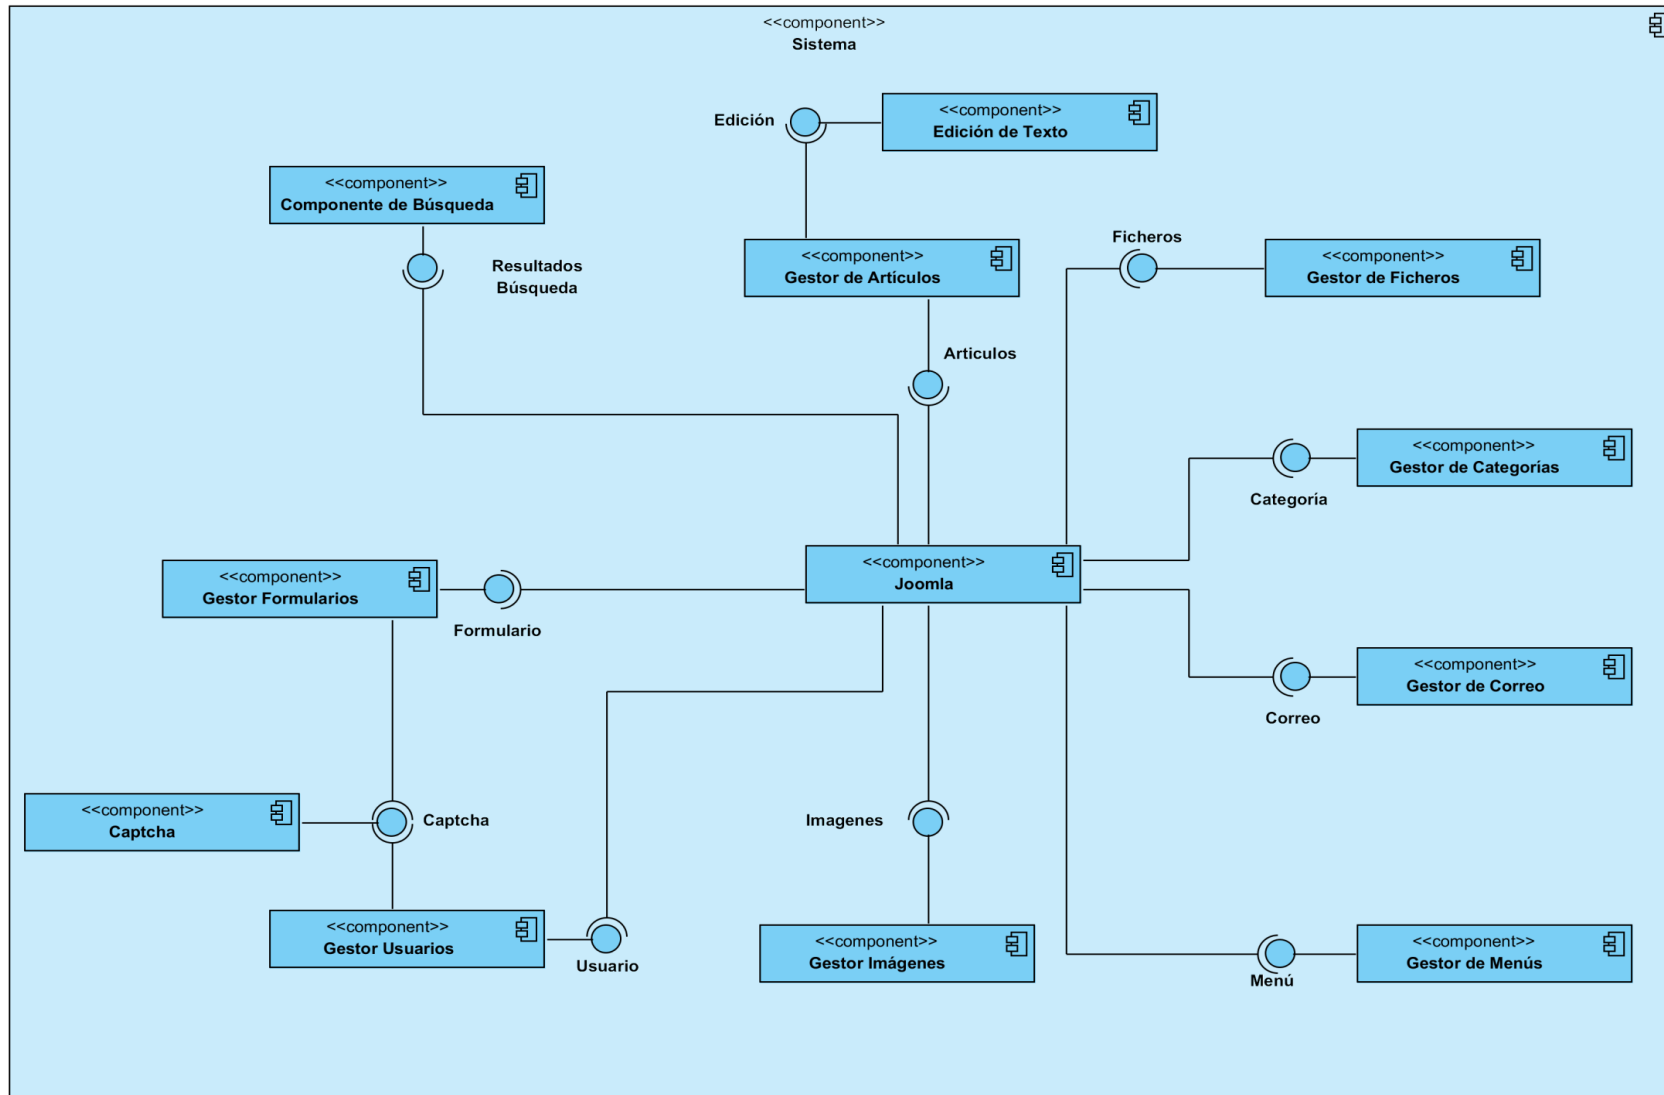 <<component>>
Sistema
Edición
<<component>>
Edición de Texto
<<component>>
Componente de Búsqueda
Resultados
Búsqueda
<<component>>
Gestor de Artículos
Ficheros
<<component>>
Gestor de Ficheros
Articulos
<<component>>
Gestor de Categorías
Categoría
<<component>>
Joomla
<<component>>
Gestor Formularios
Formulario
<<component>>
Gestor de Correo
Correo
<<component>>
Captcha
Captcha
Imagenes
<<component>>
Gestor Usuarios
Usuario
<<component>>
Gestor Imágenes
<<component>>
Gestor de Menús
Menú